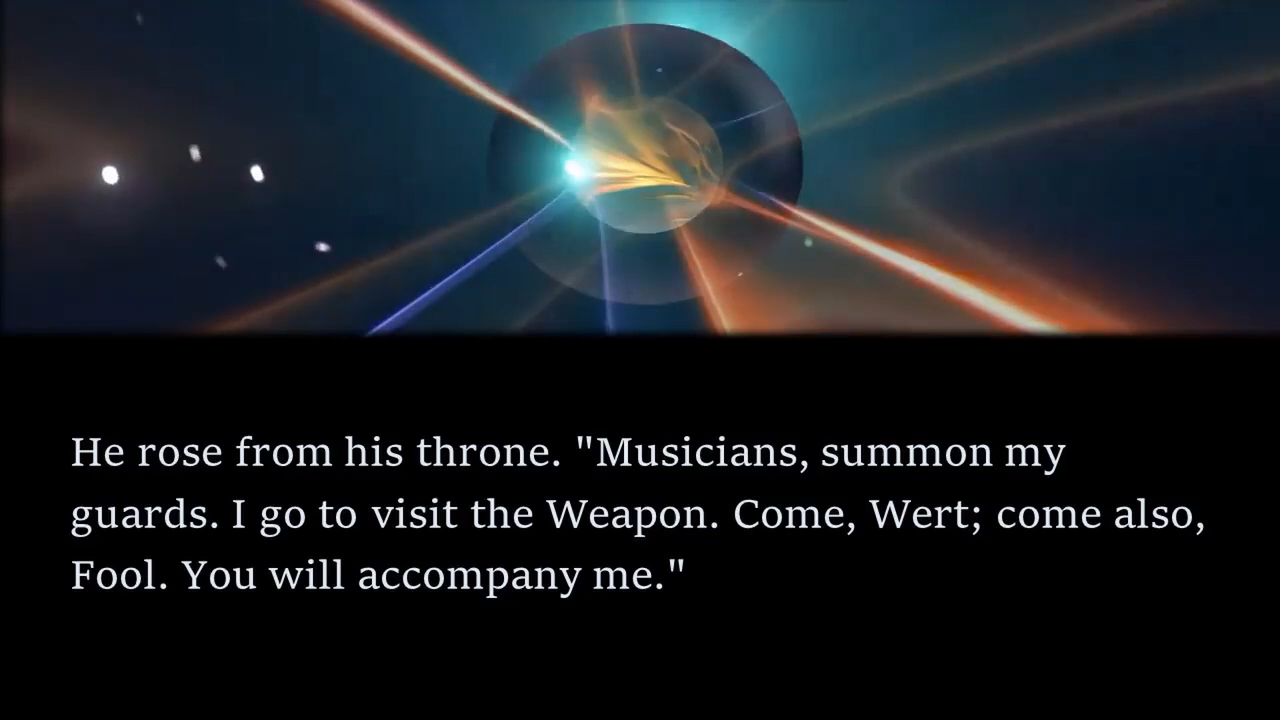 He rose from his throne. "Musicians, summon my
guards. I go to visit the Weapon. Come, Wert; come also,
Fool. You will accompany me."